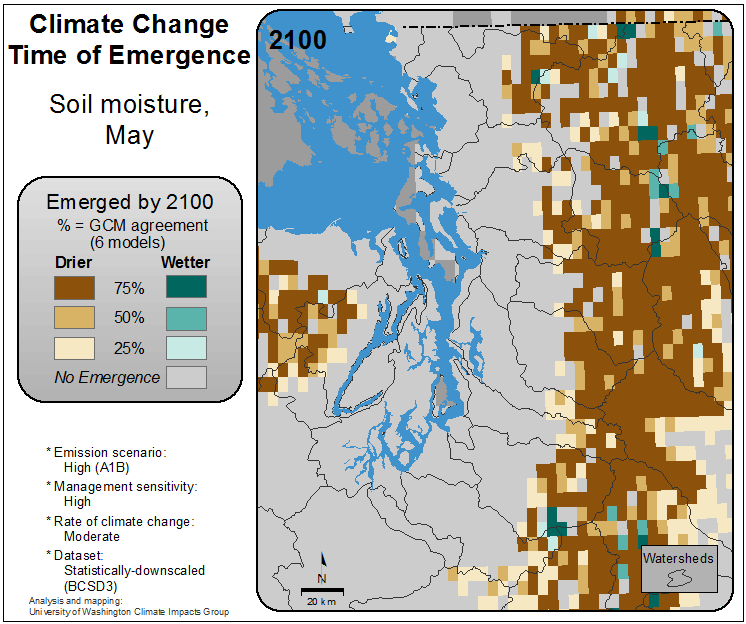 Climate Change
Time of Emergence
Soil moisture,
May
Emerged by 2100
% = GCM agreement
(6 models)
Drier Wetter
75%
50%
25%
No Emergence
* Emission scenario:
High (A1B)
* Management sensitivity:
High
* Rate of climate change:
Moderate
* Dataset:
Statistically-downscaled
(BCSD3)
Analysis and mapping:
University of Washington Climate Impacts Group
2100
N
20 km
Watersheds